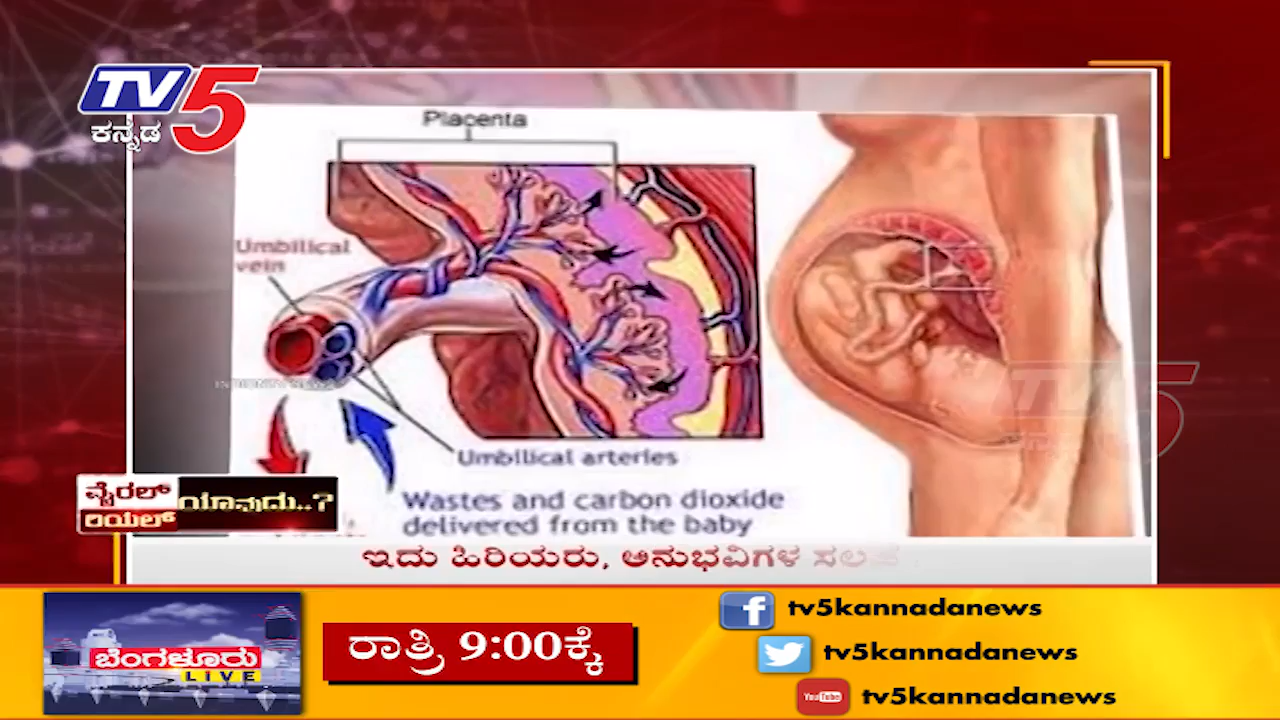 TV5
ಕನ್ನಡ
Placenta
Umbilical
vein
Umbilical arteries
Wastes and carbon dioxide
delivered from the baby
ವೈರಲ್ ಯಾವುದು..?
ರಿಯಲ್
ಇದು ಹಿರಿಯರು, ಅನುಭವಿಗಳ
ಬೆಂಗಳೂರು
LIVE
ರಾತ್ರಿ 9:00ಕ್ಕೆ
tv5kannadanews
tv5kannadanews
YouTube
tv5kannadanews